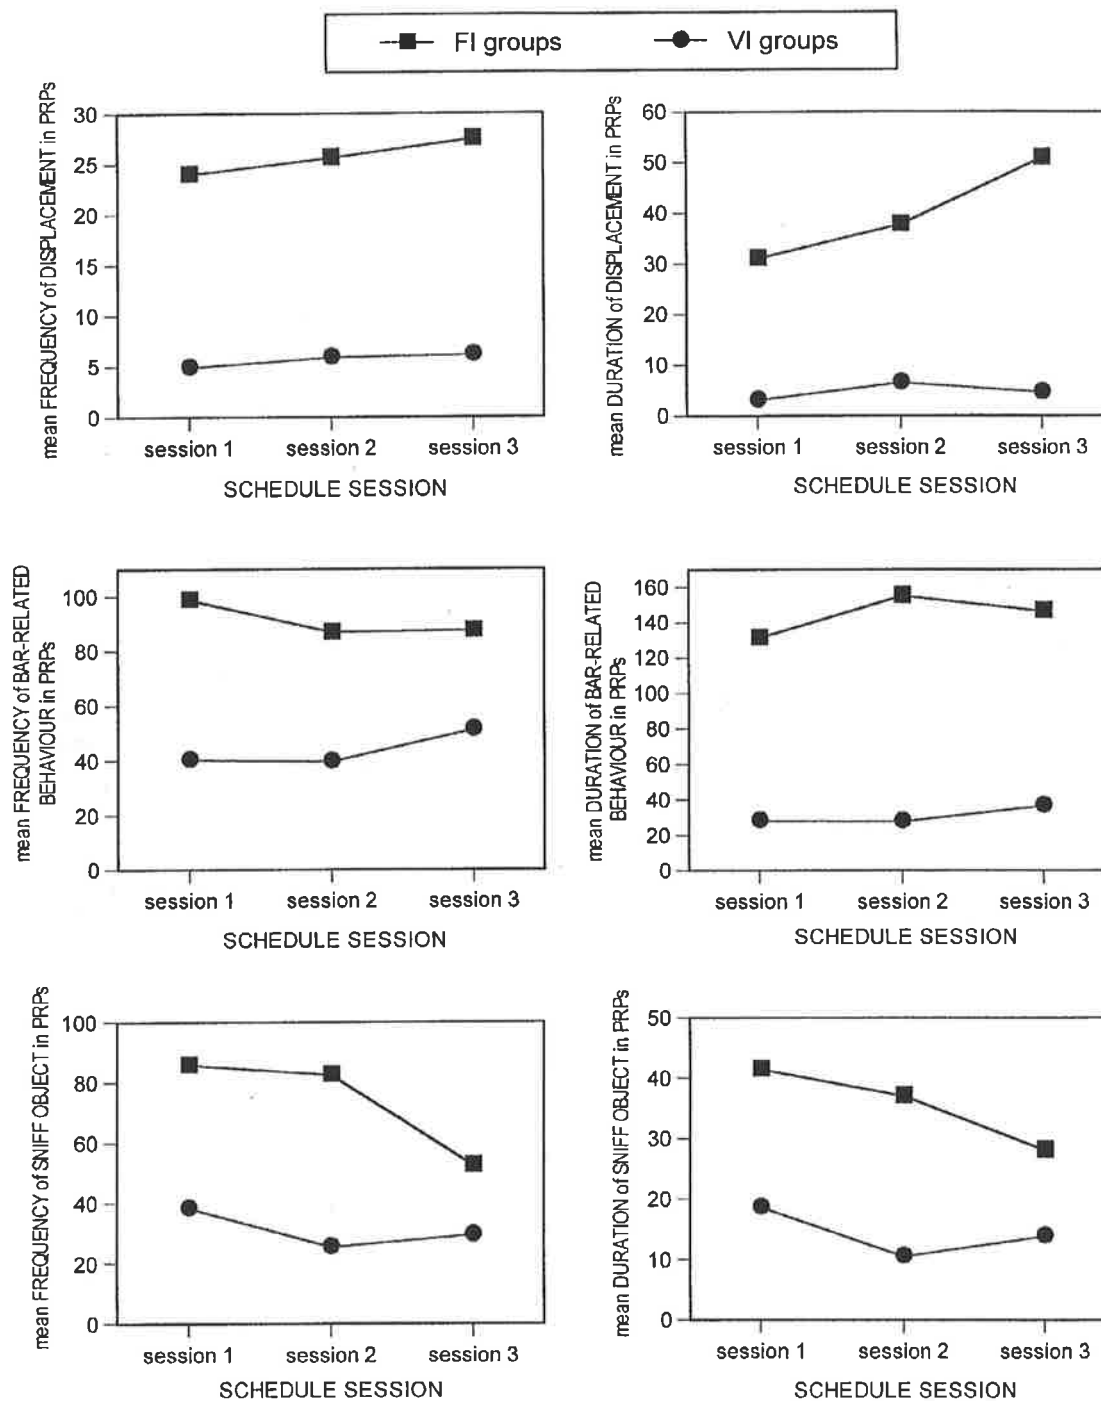 FI groups
VI groups
mean FREQUENCY of DISPLACEMENT in PRPs
30
25
20
15
10
5
0
session 1
session 2
session 3
SCHEDULE SESSION
mean DURATION of DISPLACEMENT in PRPs
60
50
40
30
20
10
0
session 1
session 2
session 3
SCHEDULE SESSION
mean FREQUENCY of BAR-RELATED
BEHAVIOUR in PRPs
100
80
60
40
20
0
session 1
session 2
session 3
SCHEDULE SESSION
mean DURATION of BAR-RELATED
BEHAVIOUR in PRPs
160
140
120
100
80
60
40
20
0
session 1
session 2
session 3
SCHEDULE SESSION
mean FREQUENCY of SNIFF OBJECT in PRPs
100
80
60
40
20
0
session 1
session 2
session 3
SCHEDULE SESSION
mean DURATION of SNIFF OBJECT in PRPs
50
40
30
20
10
0
session 1
session 2
session 3
SCHEDULE SESSION